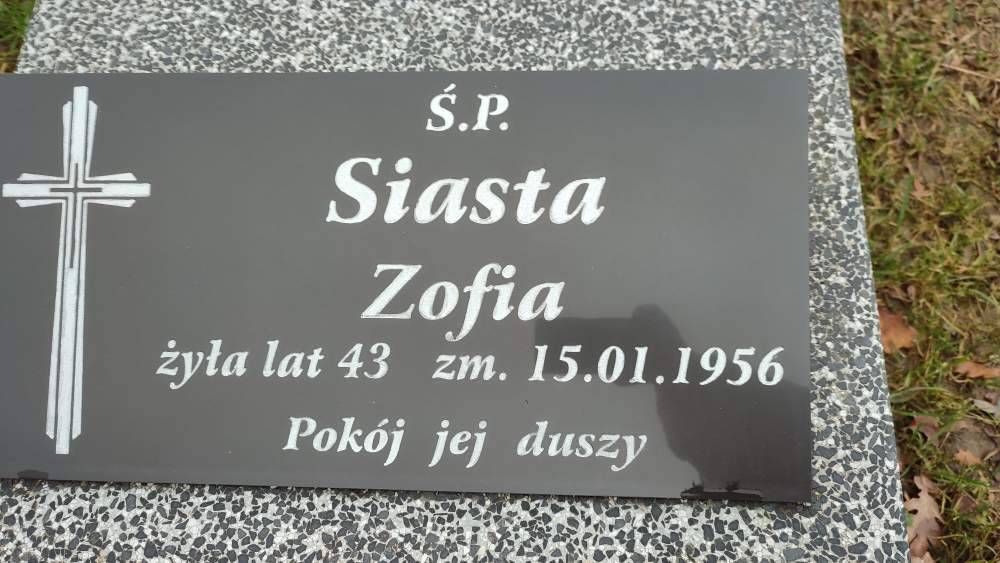 Ś.P.
Siasta
Zofia
żyła lat 43 zm. 15.01.1956
Pokój jej duszy